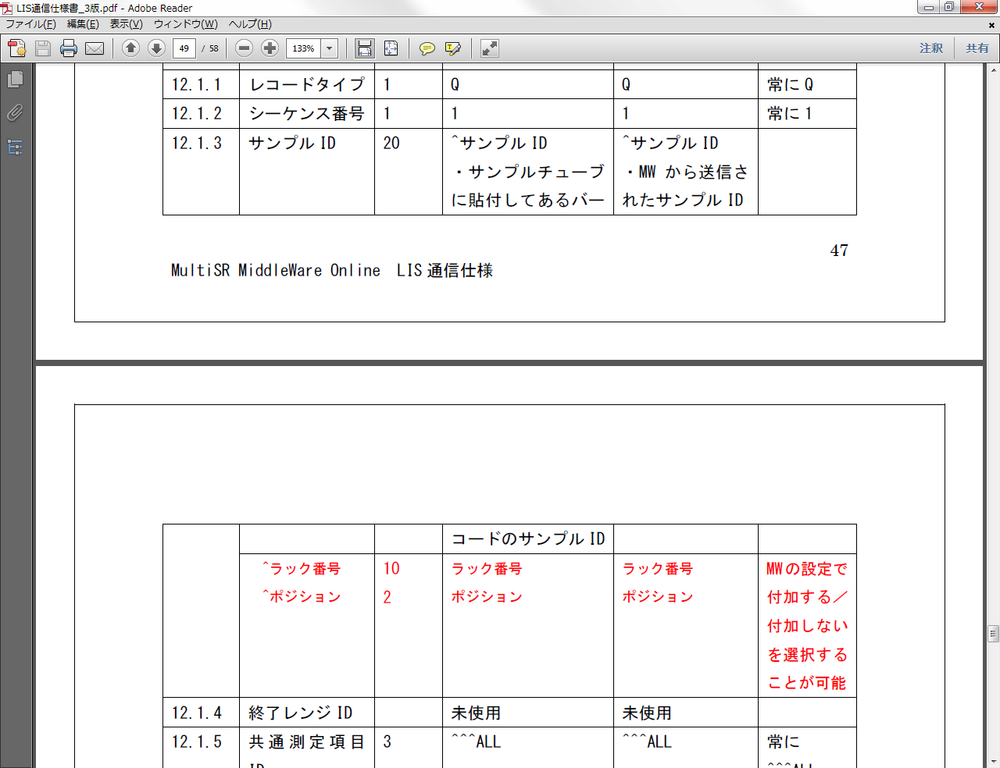 LIS通信仕様書_3版.pdf - Adobe Reader
ファイル(F) 編集(E) 表示(V) ウィンドウ(W) ヘルプ(H)
49 / 58 133% 注釈 共有
12.1.1 レコードタイプ 1 Q Q 常に Q
12.1.2 シーケンス番号 1 1 1 常に 1
12.1.3 サンプル ID 20 ^サンプル ID ^サンプル ID
・サンプルチューブ ・MW から送信さ
に貼付してあるバー れたサンプル ID
47
MultiSR MiddleWare Online LIS 通信仕様
コードのサンプル ID
^ラック番号 10 ラック番号 ラック番号 MW の設定で
^ポジション 2 ポジション ポジション 付加する／
付加しない
を選択する
ことが可能
12.1.4 終了レンジ ID 未使用 未使用
12.1.5 共通測定項目 3 ^^^ALL ^^^ALL 常に
ID ^^^ALL